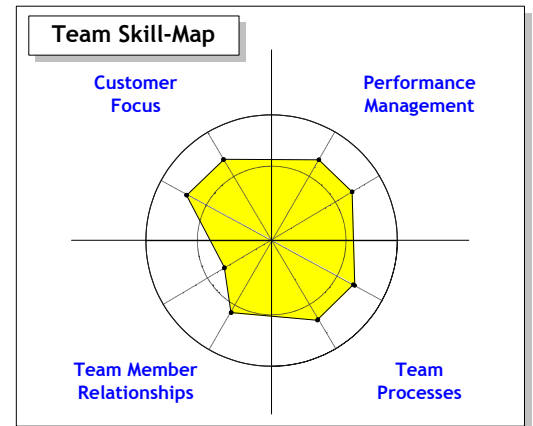 Team Skill-Map
Customer
Focus
Performance
Management
Team Member
Relationships
Team
Processes